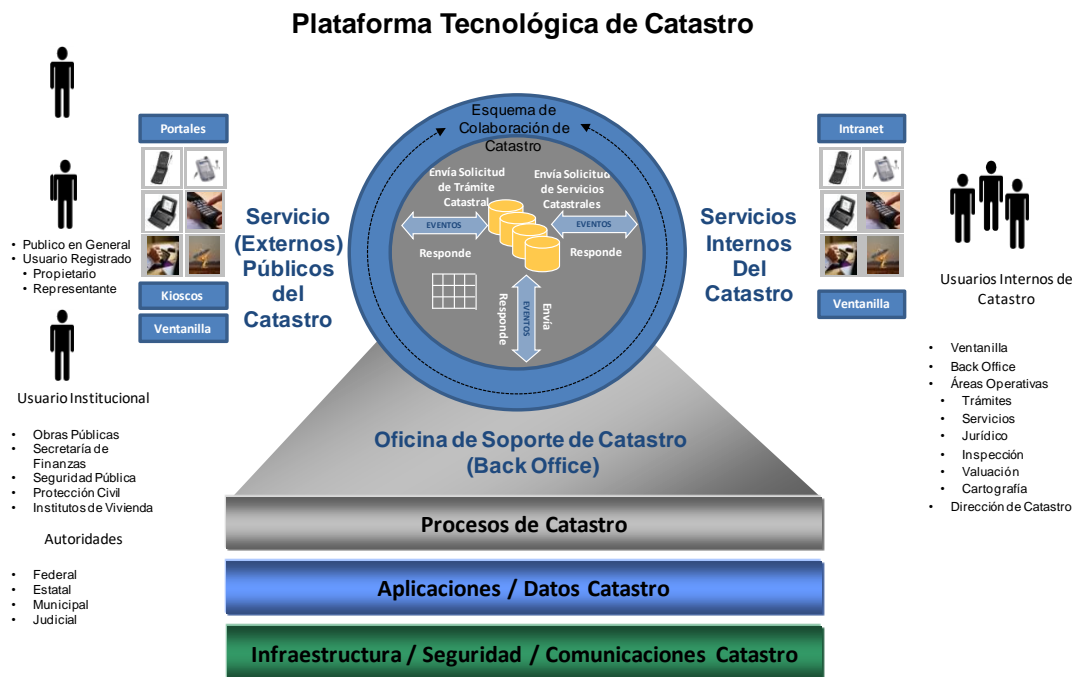 Plataforma Tecnológica de Catastro
Portales
Kioscos
Ventanilla
• Publico en General
• Usuario Registrado
• Propietario
• Representante
Usuario Institucional
• Obras Públicas
• Secretaría de
Finanzas
• Seguridad Pública
• Protección Civil
• Institutos de Vivienda
Autoridades
• Federal
• Estatal
• Municipal
• Judicial
Servicio
(Externos)
Públicos
del
Catastro
Esquema de
Colaboración de
Catastro
Envía Solicitud
de Trámite
Catastral
EVENTOS
Responde
Envía Solicitud
de Servicios
Catastrales
EVENTOS
Responde
Responde
EVENTOS
Envía
Servicios
Internos
Del
Catastro
Intranet
Ventanilla
Usuarios Internos de
Catastro
• Ventanilla
• Back Office
• Áreas Operativas
• Trámites
• Servicios
• Jurídico
• Inspección
• Valuación
• Cartografía
• Dirección de Catastro
Oficina de Soporte de Catastro
(Back Office)
Procesos de Catastro
Aplicaciones / Datos Catastro
Infraestructura / Seguridad / Comunicaciones Catastro